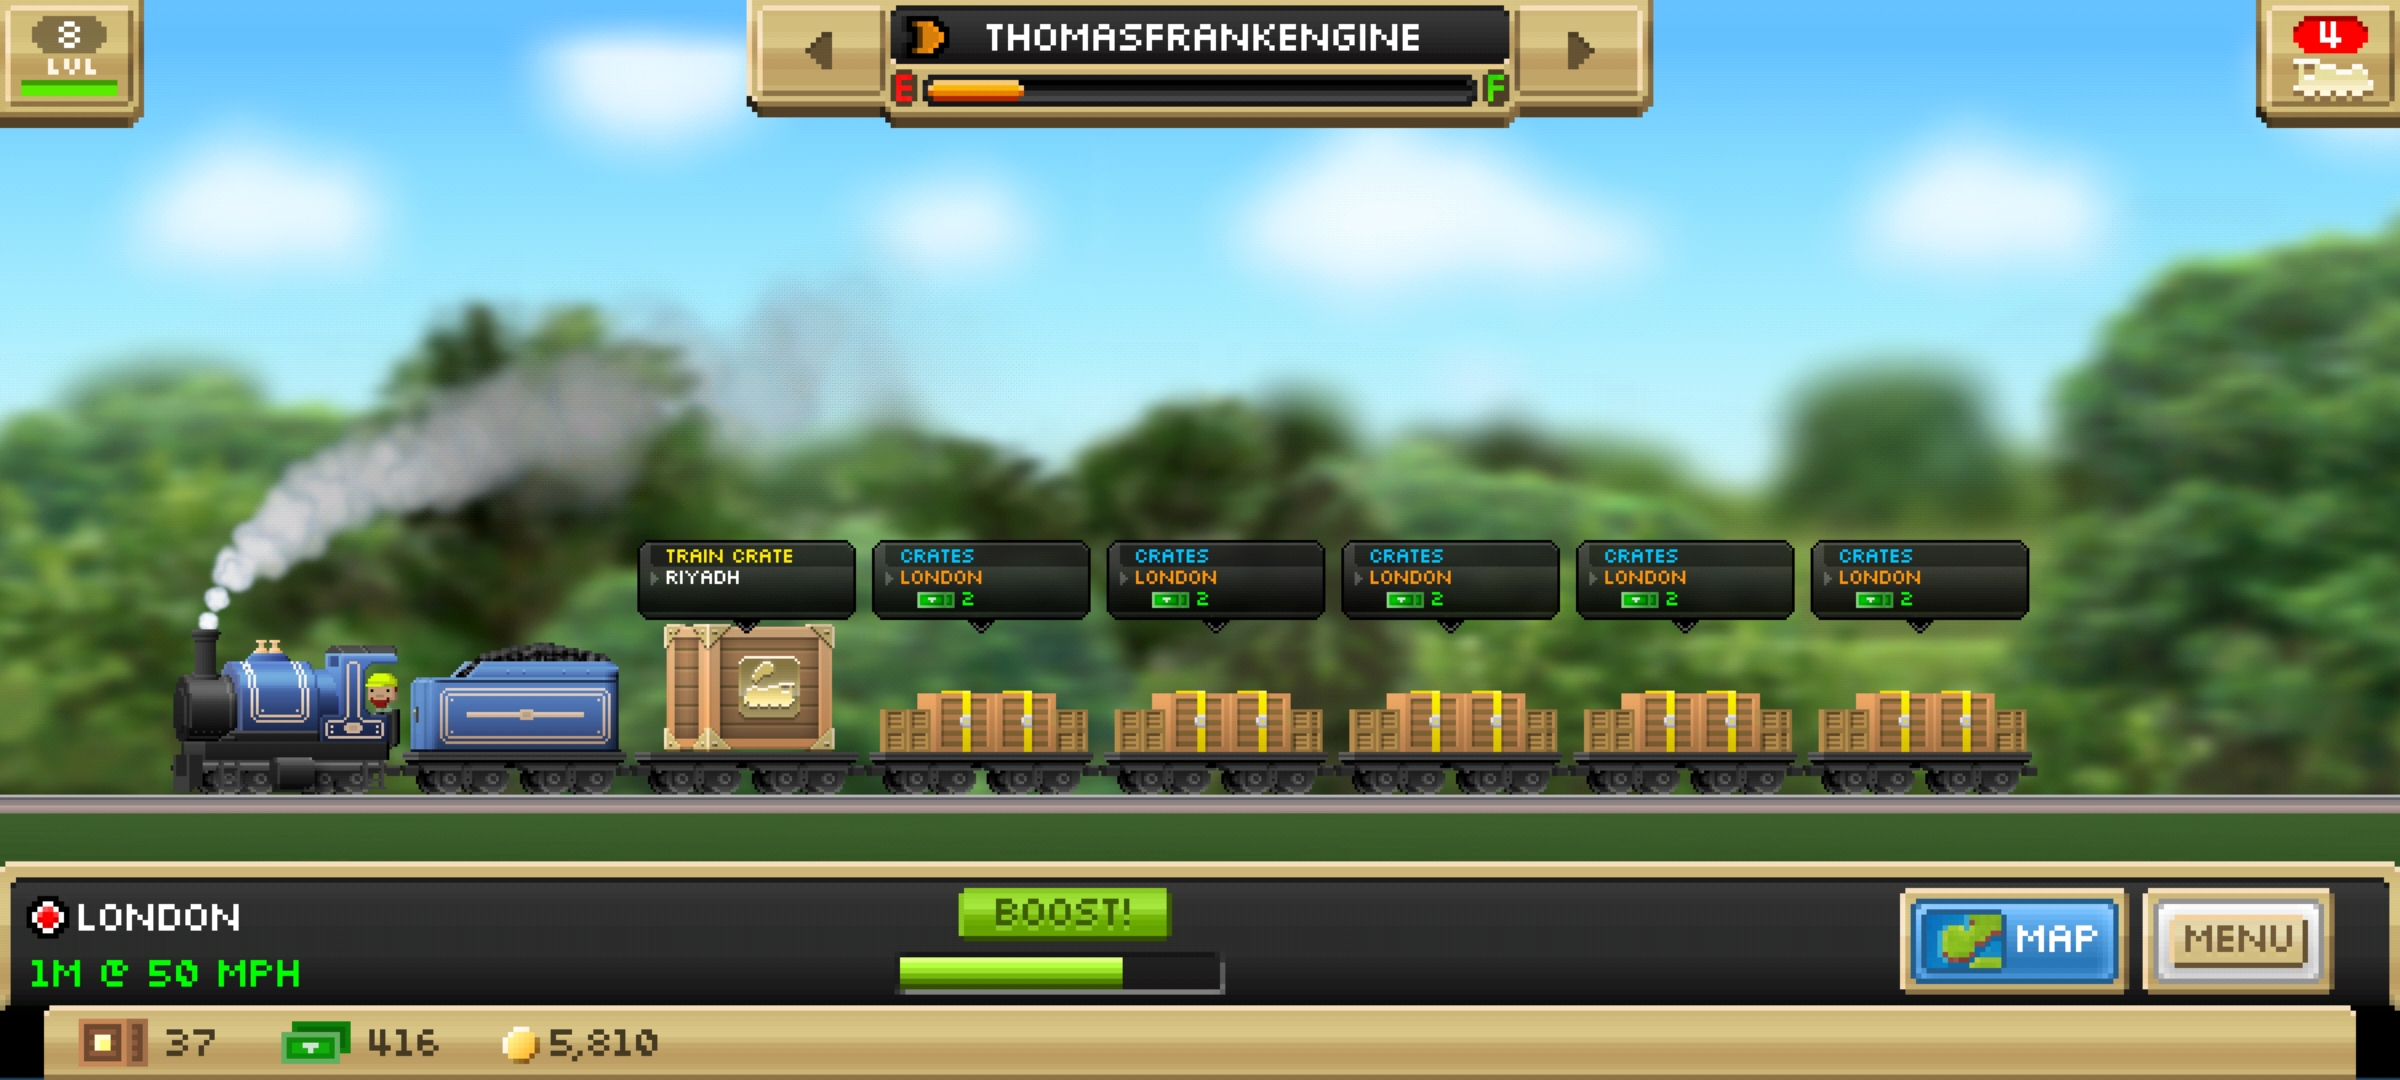 8
LVL
THOMASFRANKENGINE
E F
4
TRAIN CRATE
RIYADH
CRATES
LONDON
2
CRATES
LONDON
2
CRATES
LONDON
2
CRATES
LONDON
2
CRATES
LONDON
2
LONDON
1M @ 50 MPH
BOOST!
MAP
MENU
37 416 5,810